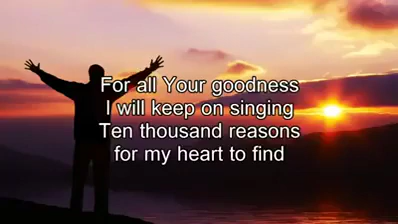 For all Your goodness
I will keep on singing
Ten thousand reasons
for my heart to find